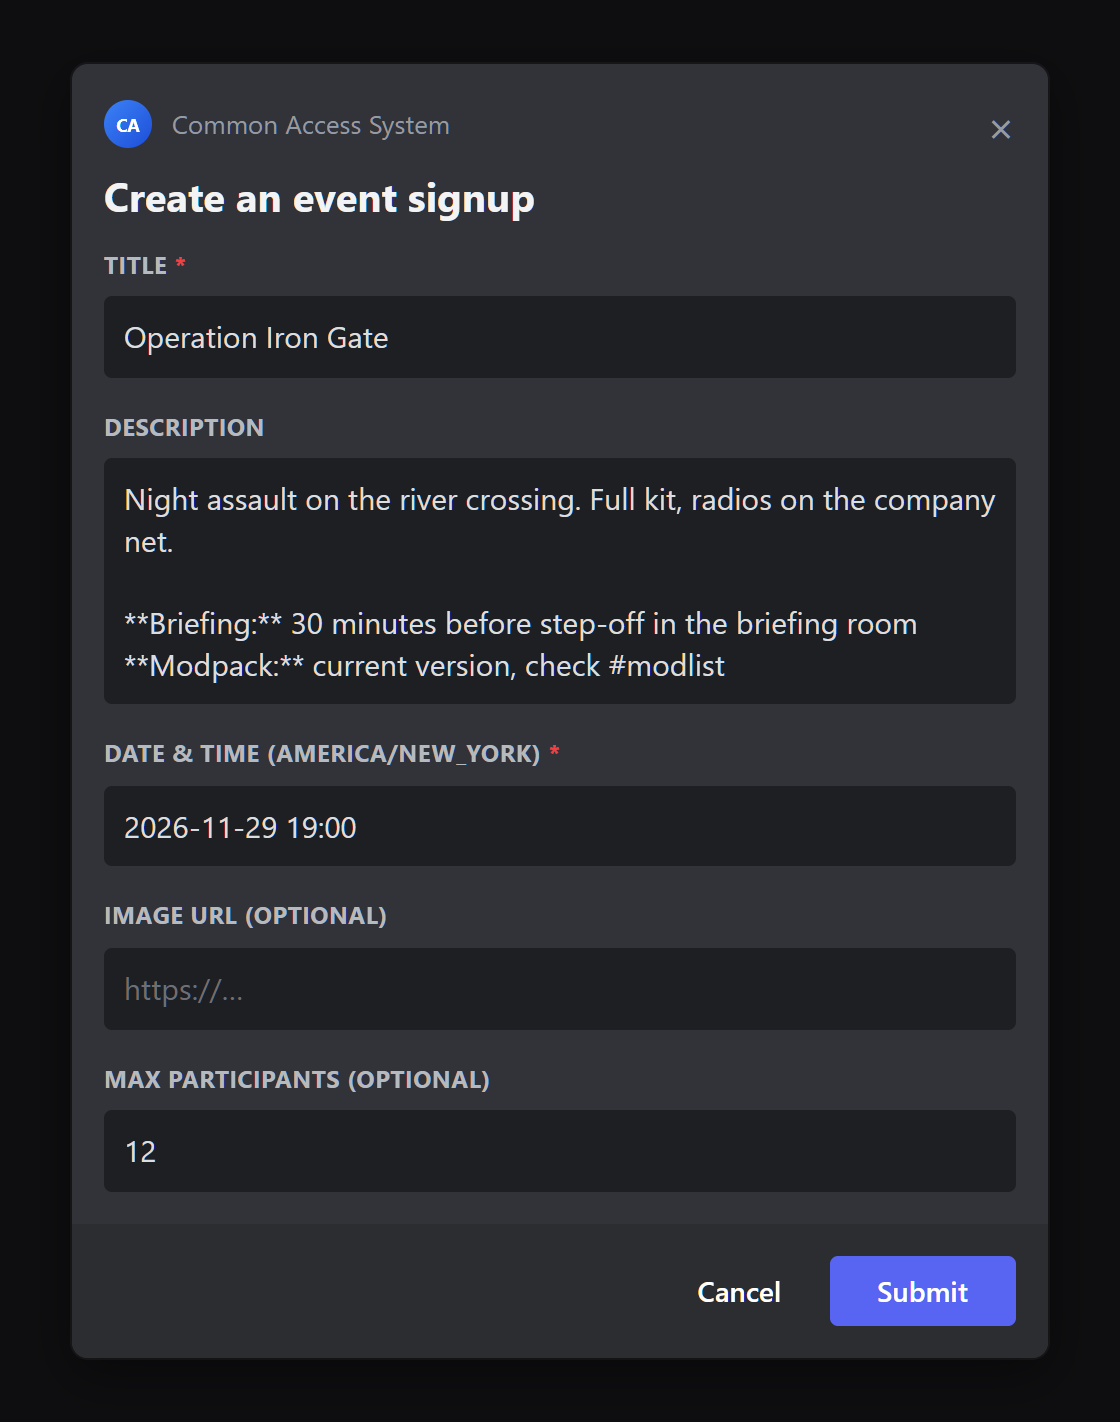 CA
Common Access System
×
Create an event signup
TITLE *
Operation Iron Gate
DESCRIPTION
Night assault on the river crossing. Full kit, radios on the company
net.
**Briefing:** 30 minutes before step-off in the briefing room
**Modpack:** current version, check #modlist
DATE & TIME (AMERICA/NEW_YORK) *
2026-11-29 19:00
IMAGE URL (OPTIONAL)
https://...
MAX PARTICIPANTS (OPTIONAL)
12
Cancel
Submit